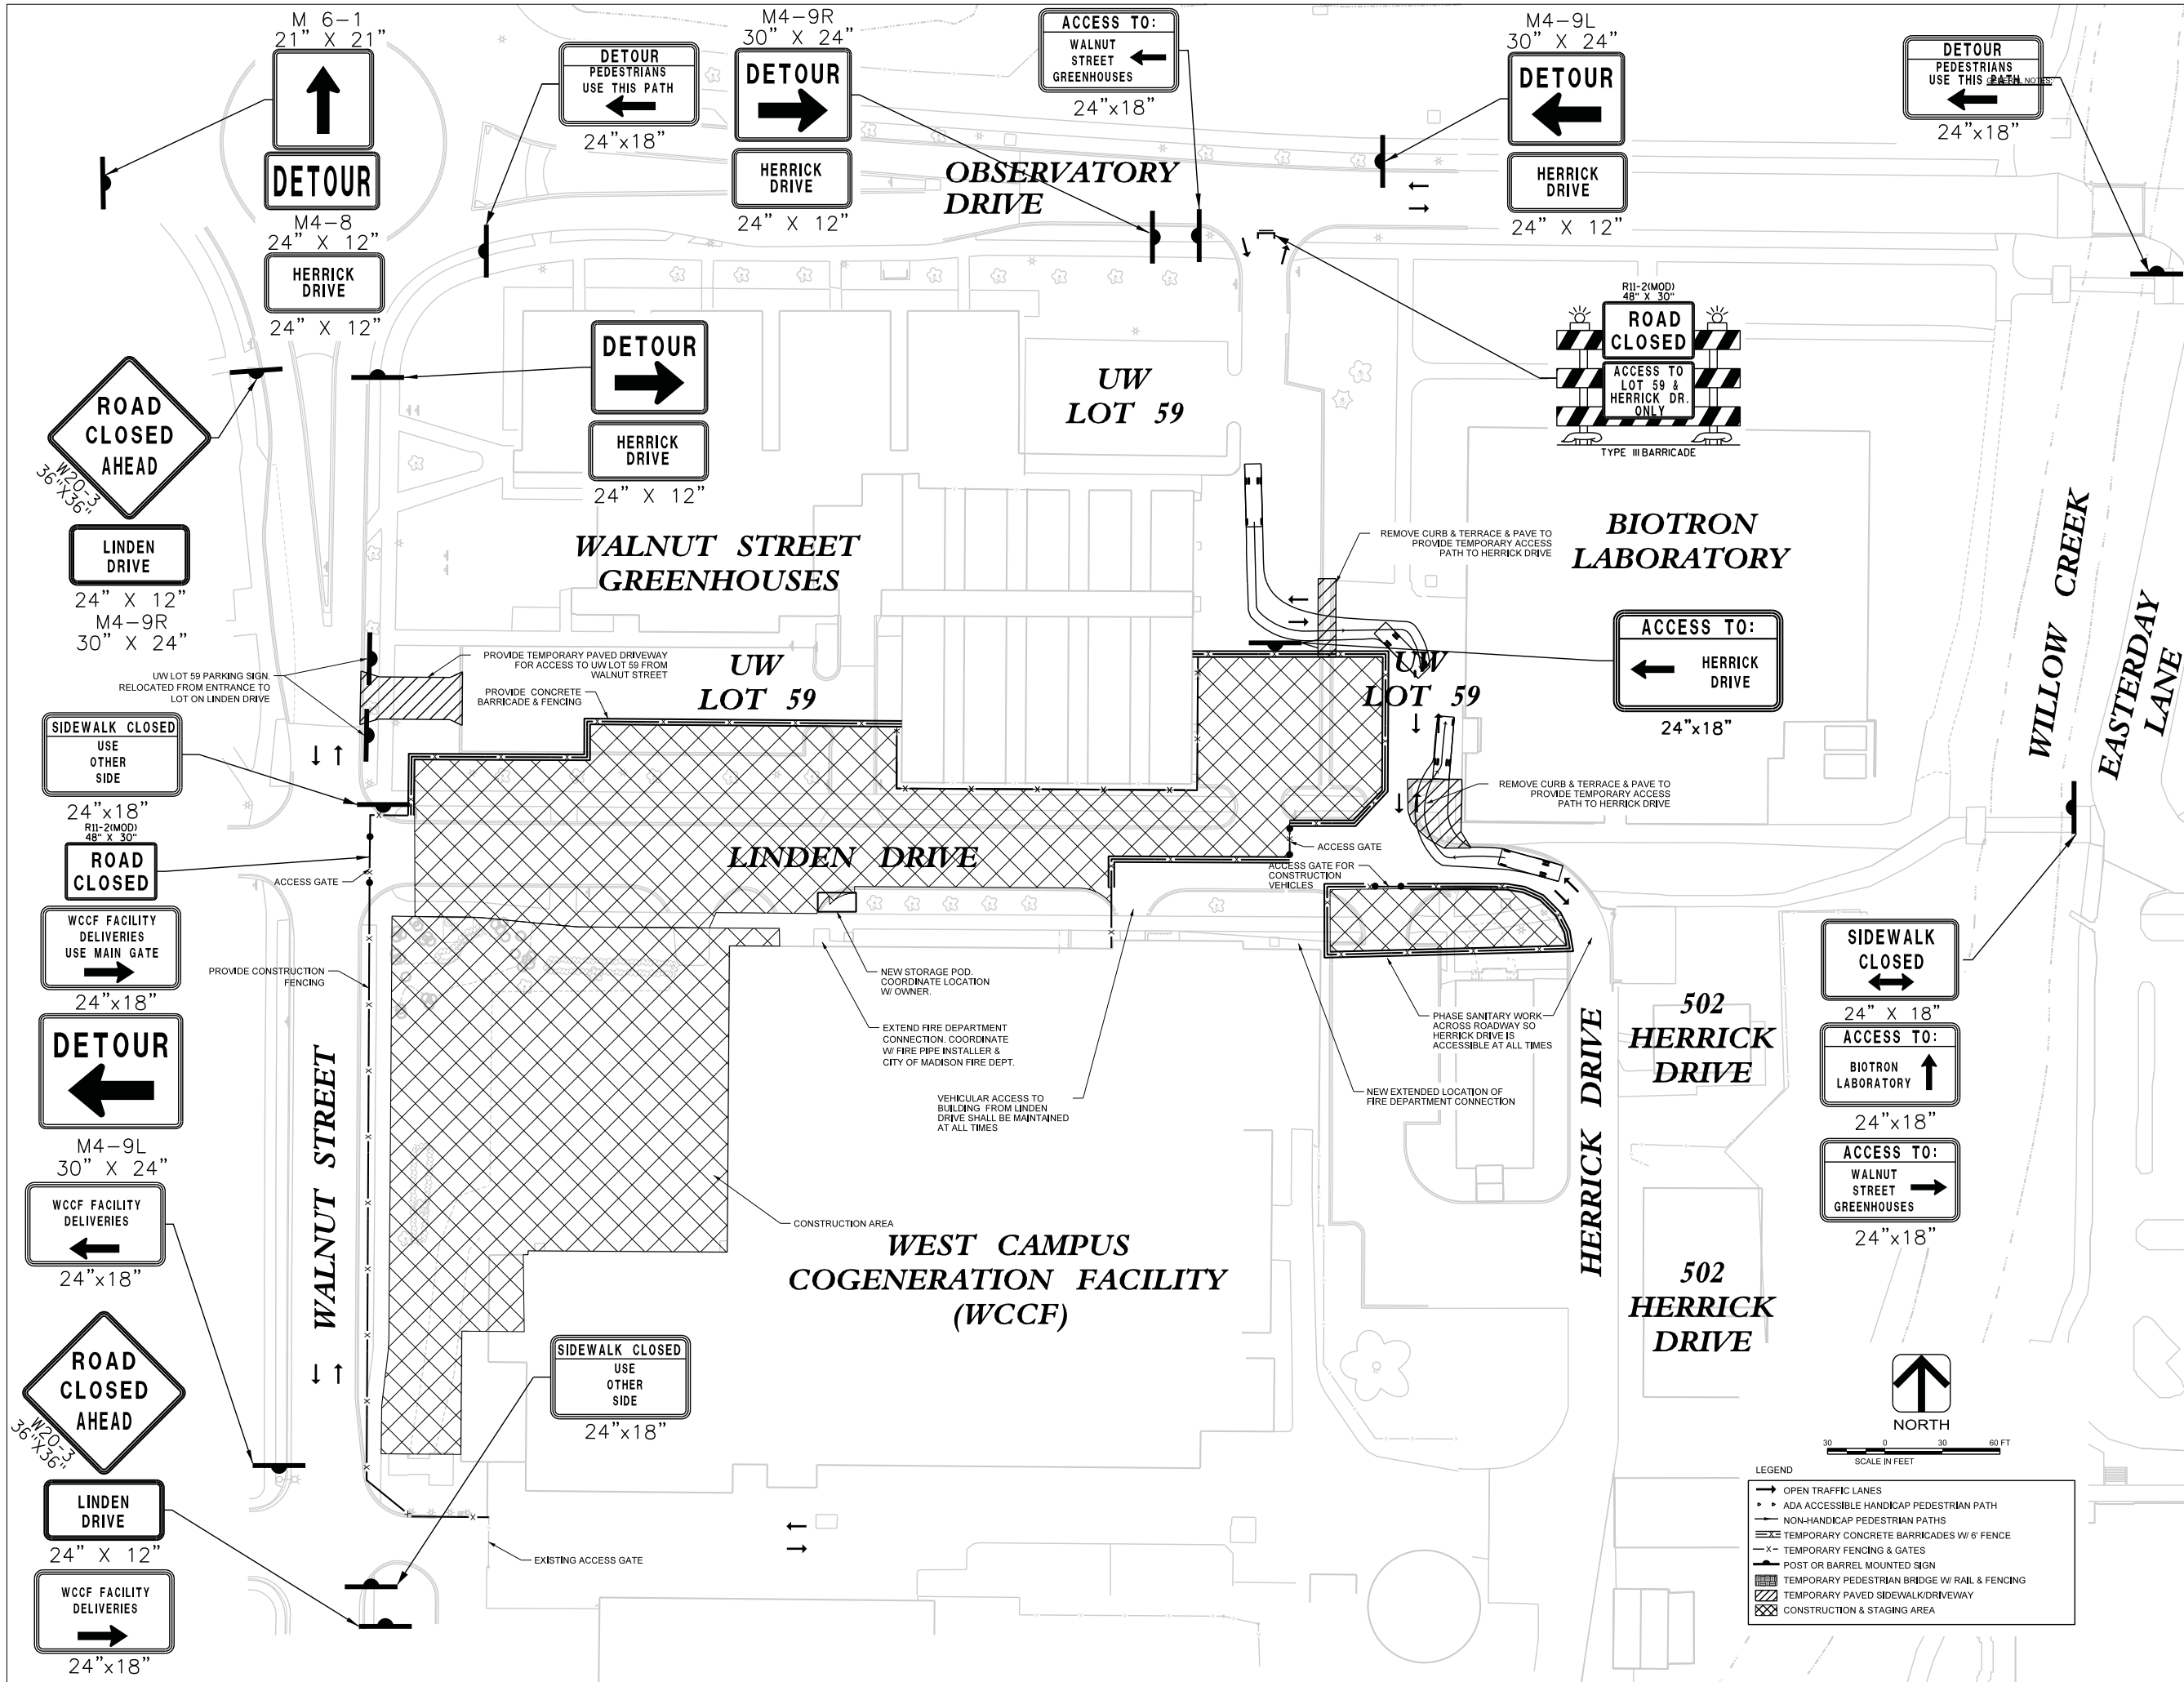 M 6-1
21" X 21"
DETOUR
M4-8
24" X 12"
HERRICK
DRIVE
24" X 12"
DETOUR
PEDESTRIANS
USE THIS PATH
24"x18"
M4-9R
30" X 24"
DETOUR
HERRICK
DRIVE
24" X 12"
ACCESS TO:
WALNUT
STREET
GREENHOUSES
24"x18"
M4-9L
30" X 24"
DETOUR
HERRICK
DRIVE
24" X 12"
DETOUR
PEDESTRIANS
USE THIS PATH
GENERAL NOTES:
24"x18"
OBSERVATORY
DRIVE
R11-2(MOD)
48" X 30"
ROAD
CLOSED
ACCESS TO
LOT 59 &
HERRICK DR.
ONLY
TYPE III BARRICADE
ROAD
CLOSED
AHEAD
W20-3
36"X36"
LINDEN
DRIVE
24" X 12"
M4-9R
30" X 24"
DETOUR
HERRICK
DRIVE
24" X 12"
UW
LOT 59
WALNUT STREET
GREENHOUSES
REMOVE CURB & TERRACE & PAVE TO
PROVIDE TEMPORARY ACCESS
PATH TO HERRICK DRIVE
BIOTRON
LABORATORY
WILLOW CREEK
EASTERDAY
LANE
ACCESS TO:
HERRICK
DRIVE
24"x18"
UW LOT 59 PARKING SIGN.
RELOCATED FROM ENTRANCE TO
LOT ON LINDEN DRIVE
PROVIDE TEMPORARY PAVED DRIVEWAY
FOR ACCESS TO UW LOT 59 FROM
WALNUT STREET
PROVIDE CONCRETE
BARRICADE & FENCING
UW
LOT 59
UW
LOT 59
SIDEWALK CLOSED
USE
OTHER
SIDE
24"x18"
R11-2(MOD)
48" X 30"
ROAD
CLOSED
ACCESS GATE
WCCF FACILITY
DELIVERIES
USE MAIN GATE
24"x18"
PROVIDE CONSTRUCTION
FENCING
DETOUR
M4-9L
30" X 24"
WCCF FACILITY
DELIVERIES
24"x18"
WALNUT STREET
LINDEN DRIVE
REMOVE CURB & TERRACE & PAVE TO
PROVIDE TEMPORARY ACCESS
PATH TO HERRICK DRIVE
ACCESS GATE
ACCESS GATE FOR
CONSTRUCTION
VEHICLES
NEW STORAGE POD.
COORDINATE LOCATION
W/ OWNER.
EXTEND FIRE DEPARTMENT
CONNECTION. COORDINATE
W/ FIRE PIPE INSTALLER &
CITY OF MADISON FIRE DEPT.
VEHICULAR ACCESS TO
BUILDING FROM LINDEN
DRIVE SHALL BE MAINTAINED
AT ALL TIMES
PHASE SANITARY WORK
ACROSS ROADWAY SO
HERRICK DRIVE IS
ACCESSIBLE AT ALL TIMES
NEW EXTENDED LOCATION OF
FIRE DEPARTMENT CONNECTION
HERRICK DRIVE
502
HERRICK
DRIVE
502
HERRICK
DRIVE
SIDEWALK
CLOSED
24" X 18"
ACCESS TO:
BIOTRON
LABORATORY
24"x18"
ACCESS TO:
WALNUT
STREET
GREENHOUSES
24"x18"
CONSTRUCTION AREA
WEST CAMPUS
COGENERATION FACILITY
(WCCF)
ROAD
CLOSED
AHEAD
W20-3
36"X36"
LINDEN
DRIVE
24" X 12"
WCCF FACILITY
DELIVERIES
24"x18"
SIDEWALK CLOSED
USE
OTHER
SIDE
24"x18"
EXISTING ACCESS GATE
NORTH
30 0 30 60 FT
SCALE IN FEET
LEGEND
OPEN TRAFFIC LANES
ADA ACCESSIBLE HANDICAP PEDESTRIAN PATH
NON-HANDICAP PEDESTRIAN PATHS
TEMPORARY CONCRETE BARRICADES W/ 6' FENCE
TEMPORARY FENCING & GATES
POST OR BARREL MOUNTED SIGN
TEMPORARY PEDESTRIAN BRIDGE W/ RAIL & FENCING
TEMPORARY PAVED SIDEWALK/DRIVEWAY
CONSTRUCTION & STAGING AREA